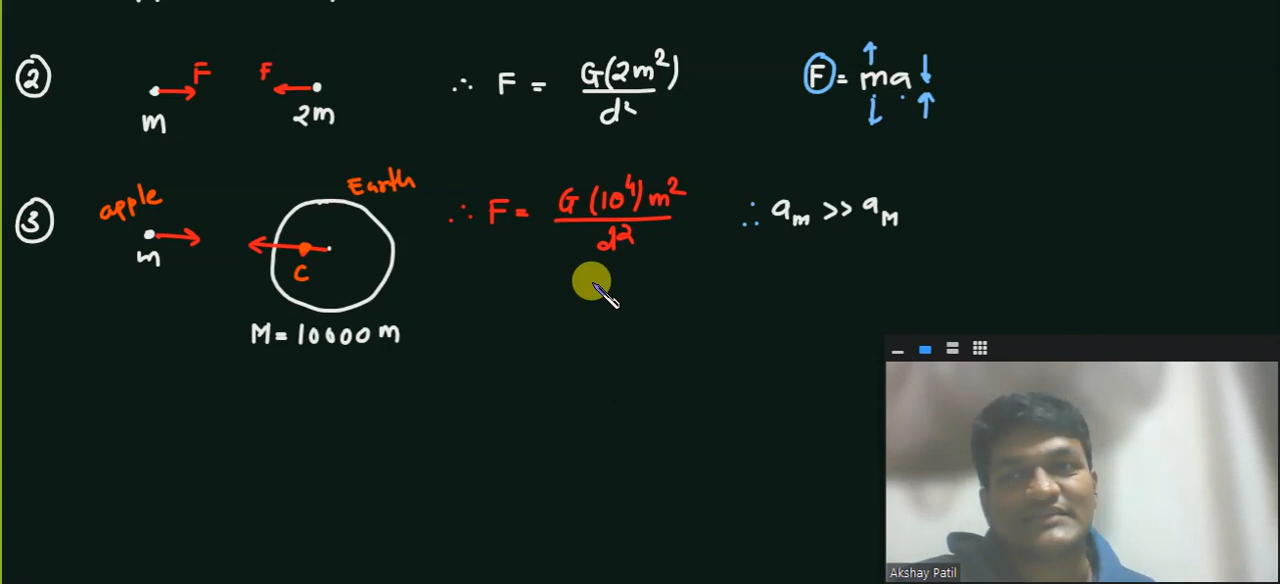 ② F F ∴ F = G(2m²)/d² F = ma
m 2m
apple Earth
③ ∴ F = G(10⁴)m²/d² ∴ aₘ >> a_M
m C
M = 10000 m
Akshay Patil